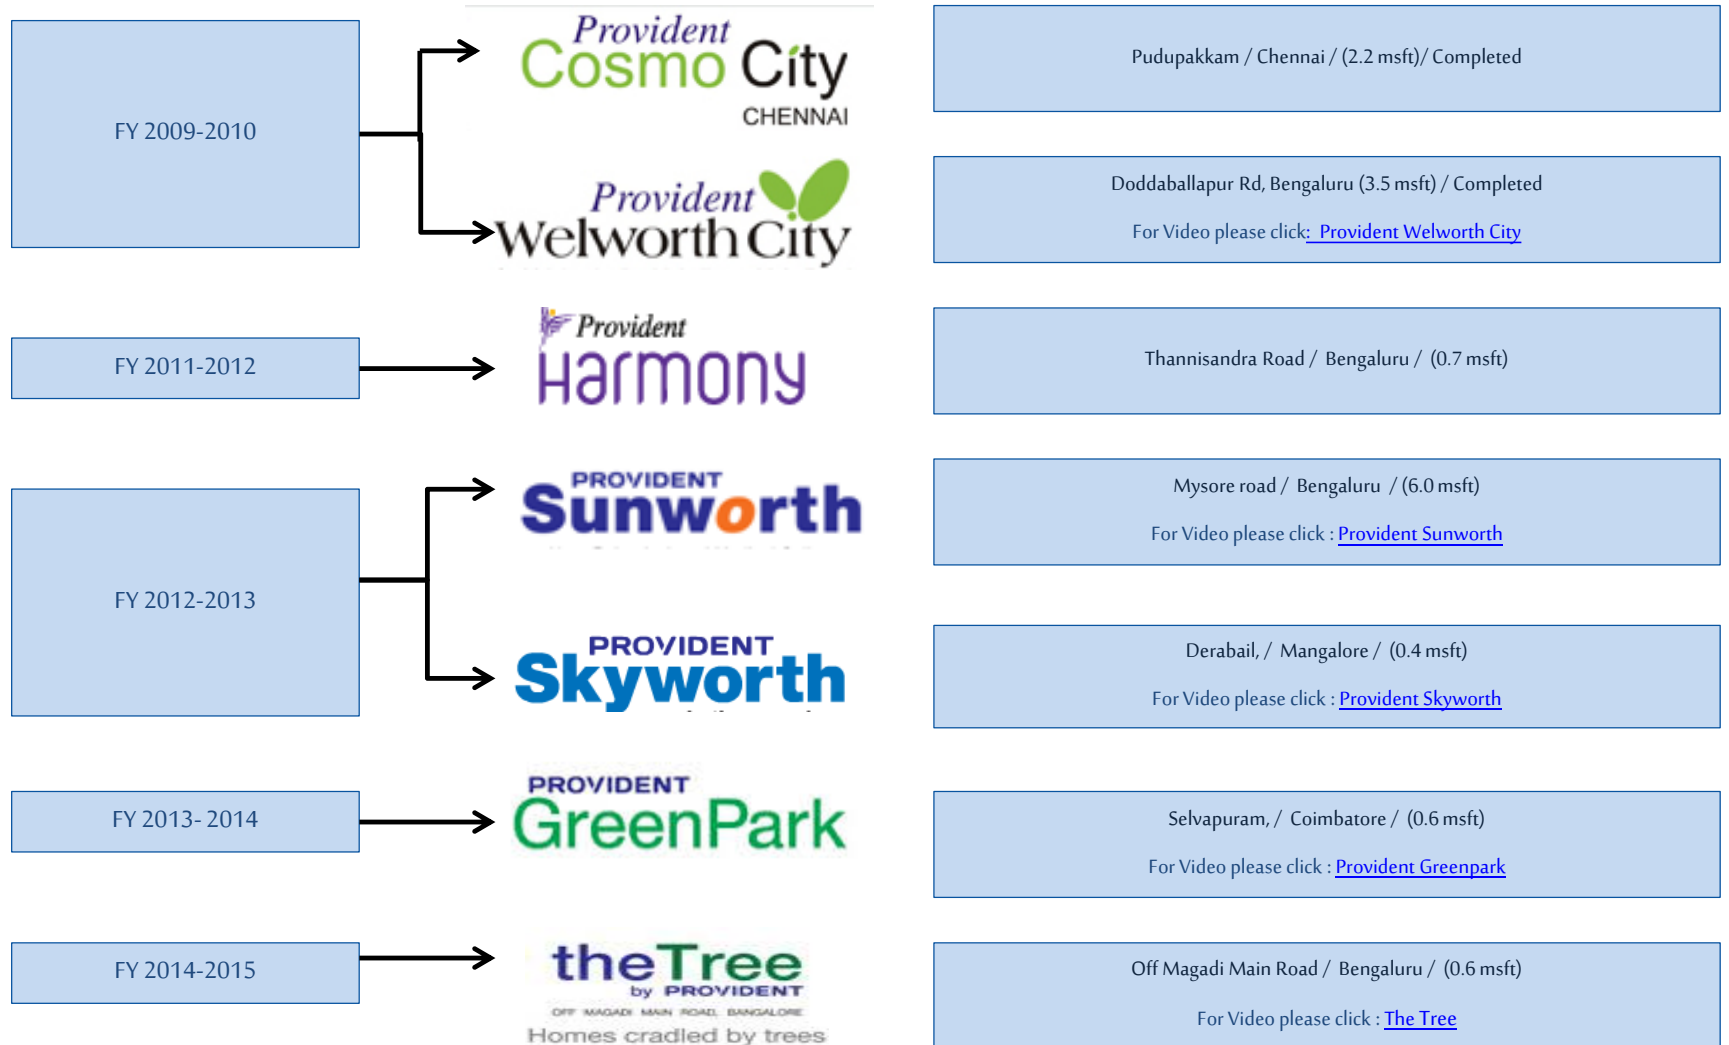 FY 2009-2010
Provident
Cosmo City
CHENNAI
Pudupakkam / Chennai / (2.2 msft)/ Completed
Provident
Welworth City
Doddaballapur Rd, Bengaluru (3.5 msft) / Completed
For Video please click: Provident Welworth City
FY 2011-2012
Provident
Harmony
Thannisandra Road / Bengaluru / (0.7 msft)
FY 2012-2013
PROVIDENT
Sunworth
Mysore road / Bengaluru / (6.0 msft)
For Video please click : Provident Sunworth
PROVIDENT
Skyworth
Derabail, / Mangalore / (0.4 msft)
For Video please click : Provident Skyworth
FY 2013- 2014
PROVIDENT
GreenPark
Selvapuram, / Coimbatore / (0.6 msft)
For Video please click : Provident Greenpark
FY 2014-2015
theTree
by PROVIDENT
OFF MAGADI MAIN ROAD, BANGALORE
Homes cradled by trees
Off Magadi Main Road / Bengaluru / (0.6 msft)
For Video please click : The Tree